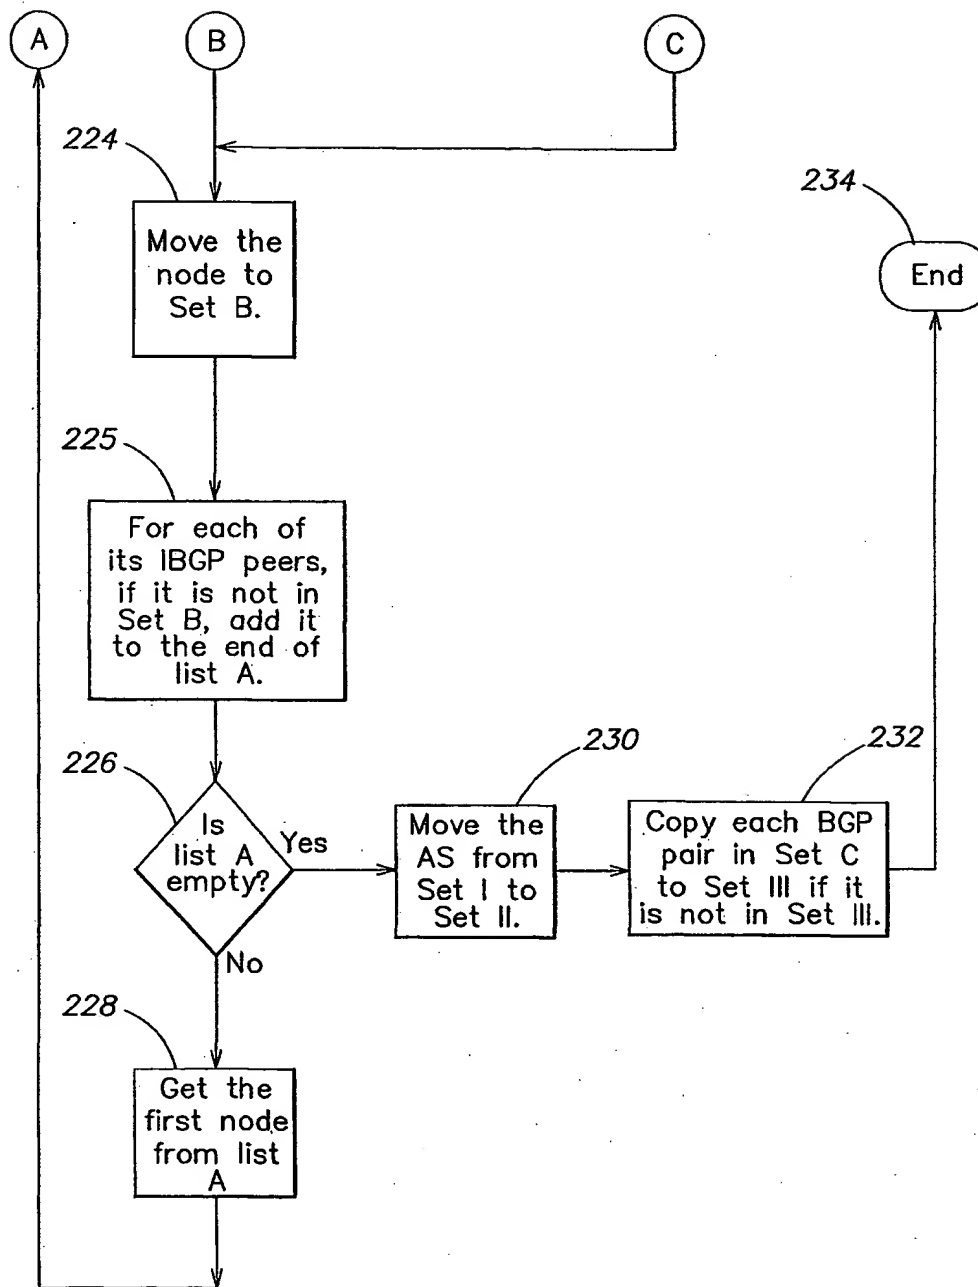 A
B
C
224
234
Move the
node to
Set B.
End
225
For each of
its IBGP peers,
if it is not in
Set B, add it
to the end of
list A.
226
Is
list A
empty?
Yes
No
230
Move the
AS from
Set I to
Set II.
232
Copy each BGP
pair in Set C
to Set III if it
is not in Set III.
228
Get the
first node
from list
A